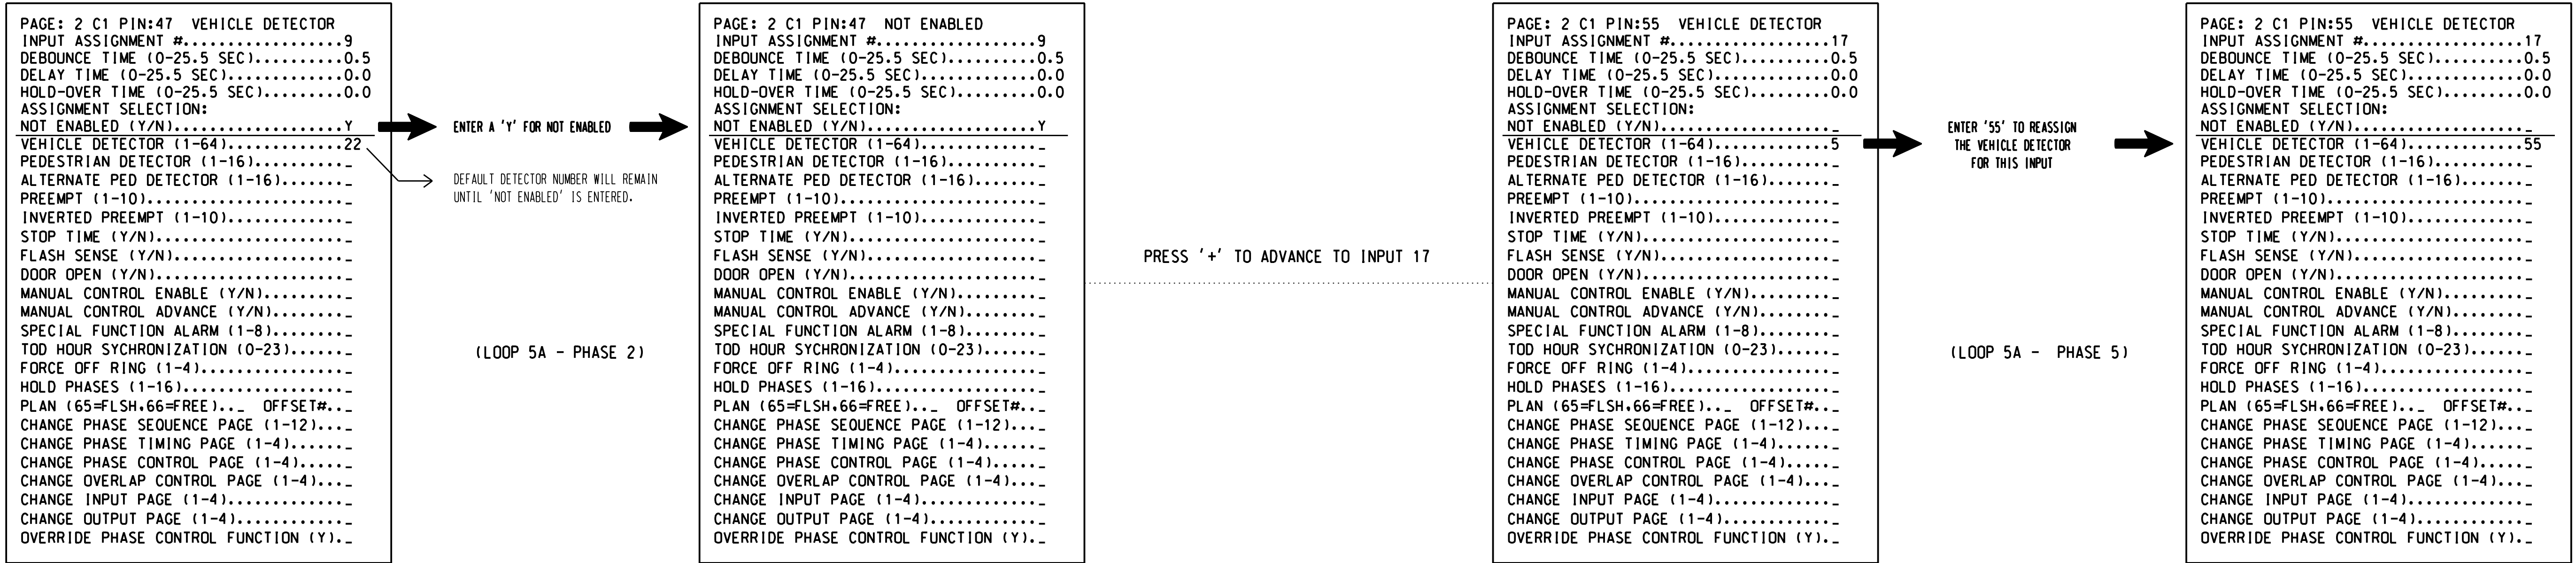 PAGE: 2 C1 PIN:47 VEHICLE DETECTOR
INPUT ASSIGNMENT #..................9
DEBOUNCE TIME (0-25.5 SEC)..........0.5
DELAY TIME (0-25.5 SEC).............0.0
HOLD-OVER TIME (0-25.5 SEC).........0.0
ASSIGNMENT SELECTION:
NOT ENABLED (Y/N)...................Y
VEHICLE DETECTOR (1-64).............22
PEDESTRIAN DETECTOR (1-16).........._
ALTERNATE PED DETECTOR (1-16)......._
PREEMPT (1-10)......................_
INVERTED PREEMPT (1-10)............._
STOP TIME (Y/N)....................._
FLASH SENSE (Y/N)..................._
DOOR OPEN (Y/N)....................._
MANUAL CONTROL ENABLE (Y/N)........._
MANUAL CONTROL ADVANCE (Y/N)........_
SPECIAL FUNCTION ALARM (1-8)........_
TOD HOUR SYCHRONIZATION (0-23)......_
FORCE OFF RING (1-4)................_
HOLD PHASES (1-16).................._
PLAN (65=FLSH,66=FREE).._ OFFSET#.._
CHANGE PHASE SEQUENCE PAGE (1-12)..._
CHANGE PHASE TIMING PAGE (1-4)......_
CHANGE PHASE CONTROL PAGE (1-4)....._
CHANGE OVERLAP CONTROL PAGE (1-4)..._
CHANGE INPUT PAGE (1-4)............._
CHANGE OUTPUT PAGE (1-4)............_
OVERRIDE PHASE CONTROL FUNCTION (Y)._
ENTER A 'Y' FOR NOT ENABLED
DEFAULT DETECTOR NUMBER WILL REMAIN
UNTIL 'NOT ENABLED' IS ENTERED.
(LOOP 5A - PHASE 2)
PAGE: 2 C1 PIN:47 NOT ENABLED
INPUT ASSIGNMENT #..................9
DEBOUNCE TIME (0-25.5 SEC)..........0.5
DELAY TIME (0-25.5 SEC).............0.0
HOLD-OVER TIME (0-25.5 SEC).........0.0
ASSIGNMENT SELECTION:
NOT ENABLED (Y/N)...................Y
VEHICLE DETECTOR (1-64)............._
PEDESTRIAN DETECTOR (1-16).........._
ALTERNATE PED DETECTOR (1-16)......._
PREEMPT (1-10)......................_
INVERTED PREEMPT (1-10)............._
STOP TIME (Y/N)....................._
FLASH SENSE (Y/N)..................._
DOOR OPEN (Y/N)....................._
MANUAL CONTROL ENABLE (Y/N)........._
MANUAL CONTROL ADVANCE (Y/N)........_
SPECIAL FUNCTION ALARM (1-8)........_
TOD HOUR SYCHRONIZATION (0-23)......_
FORCE OFF RING (1-4)................_
HOLD PHASES (1-16).................._
PLAN (65=FLSH,66=FREE).._ OFFSET#.._
CHANGE PHASE SEQUENCE PAGE (1-12)..._
CHANGE PHASE TIMING PAGE (1-4)......_
CHANGE PHASE CONTROL PAGE (1-4)....._
CHANGE OVERLAP CONTROL PAGE (1-4)..._
CHANGE INPUT PAGE (1-4)............._
CHANGE OUTPUT PAGE (1-4)............_
OVERRIDE PHASE CONTROL FUNCTION (Y)._
PRESS '+' TO ADVANCE TO INPUT 17
PAGE: 2 C1 PIN:55 VEHICLE DETECTOR
INPUT ASSIGNMENT #..................17
DEBOUNCE TIME (0-25.5 SEC)..........0.5
DELAY TIME (0-25.5 SEC).............0.0
HOLD-OVER TIME (0-25.5 SEC).........0.0
ASSIGNMENT SELECTION:
NOT ENABLED (Y/N)..................._
VEHICLE DETECTOR (1-64).............5
PEDESTRIAN DETECTOR (1-16).........._
ALTERNATE PED DETECTOR (1-16)......._
PREEMPT (1-10)......................_
INVERTED PREEMPT (1-10)............._
STOP TIME (Y/N)....................._
FLASH SENSE (Y/N)..................._
DOOR OPEN (Y/N)....................._
MANUAL CONTROL ENABLE (Y/N)........._
MANUAL CONTROL ADVANCE (Y/N)........_
SPECIAL FUNCTION ALARM (1-8)........_
TOD HOUR SYCHRONIZATION (0-23)......_
FORCE OFF RING (1-4)................_
HOLD PHASES (1-16).................._
PLAN (65=FLSH,66=FREE).._ OFFSET#.._
CHANGE PHASE SEQUENCE PAGE (1-12)..._
CHANGE PHASE TIMING PAGE (1-4)......_
CHANGE PHASE CONTROL PAGE (1-4)....._
CHANGE OVERLAP CONTROL PAGE (1-4)..._
CHANGE INPUT PAGE (1-4)............._
CHANGE OUTPUT PAGE (1-4)............_
OVERRIDE PHASE CONTROL FUNCTION (Y)._
ENTER '55' TO REASSIGN
THE VEHICLE DETECTOR
FOR THIS INPUT
(LOOP 5A - PHASE 5)
PAGE: 2 C1 PIN:55 VEHICLE DETECTOR
INPUT ASSIGNMENT #..................17
DEBOUNCE TIME (0-25.5 SEC)..........0.5
DELAY TIME (0-25.5 SEC).............0.0
HOLD-OVER TIME (0-25.5 SEC).........0.0
ASSIGNMENT SELECTION:
NOT ENABLED (Y/N)..................._
VEHICLE DETECTOR (1-64).............55
PEDESTRIAN DETECTOR (1-16).........._
ALTERNATE PED DETECTOR (1-16)......._
PREEMPT (1-10)......................_
INVERTED PREEMPT (1-10)............._
STOP TIME (Y/N)....................._
FLASH SENSE (Y/N)..................._
DOOR OPEN (Y/N)....................._
MANUAL CONTROL ENABLE (Y/N)........._
MANUAL CONTROL ADVANCE (Y/N)........_
SPECIAL FUNCTION ALARM (1-8)........_
TOD HOUR SYCHRONIZATION (0-23)......_
FORCE OFF RING (1-4)................_
HOLD PHASES (1-16).................._
PLAN (65=FLSH,66=FREE).._ OFFSET#.._
CHANGE PHASE SEQUENCE PAGE (1-12)..._
CHANGE PHASE TIMING PAGE (1-4)......_
CHANGE PHASE CONTROL PAGE (1-4)....._
CHANGE OVERLAP CONTROL PAGE (1-4)..._
CHANGE INPUT PAGE (1-4)............._
CHANGE OUTPUT PAGE (1-4)............_
OVERRIDE PHASE CONTROL FUNCTION (Y)._